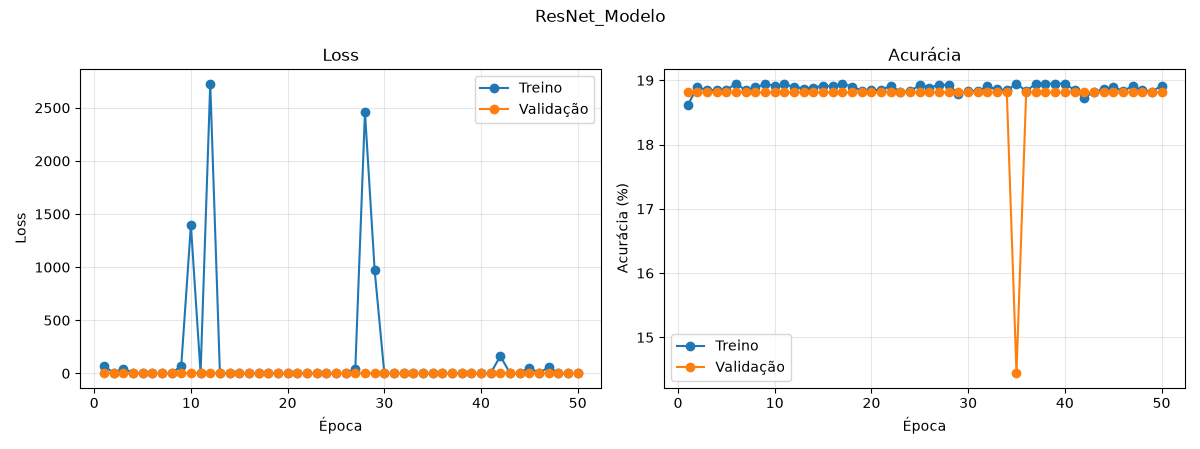 ResNet_Modelo
Loss
Loss
2500
2000
1500
1000
500
0
0 10 20 30 40 50
Época
Treino
Validação
Acurácia
Acurácia (%)
19
18
17
16
15
0 10 20 30 40 50
Época
Treino
Validação